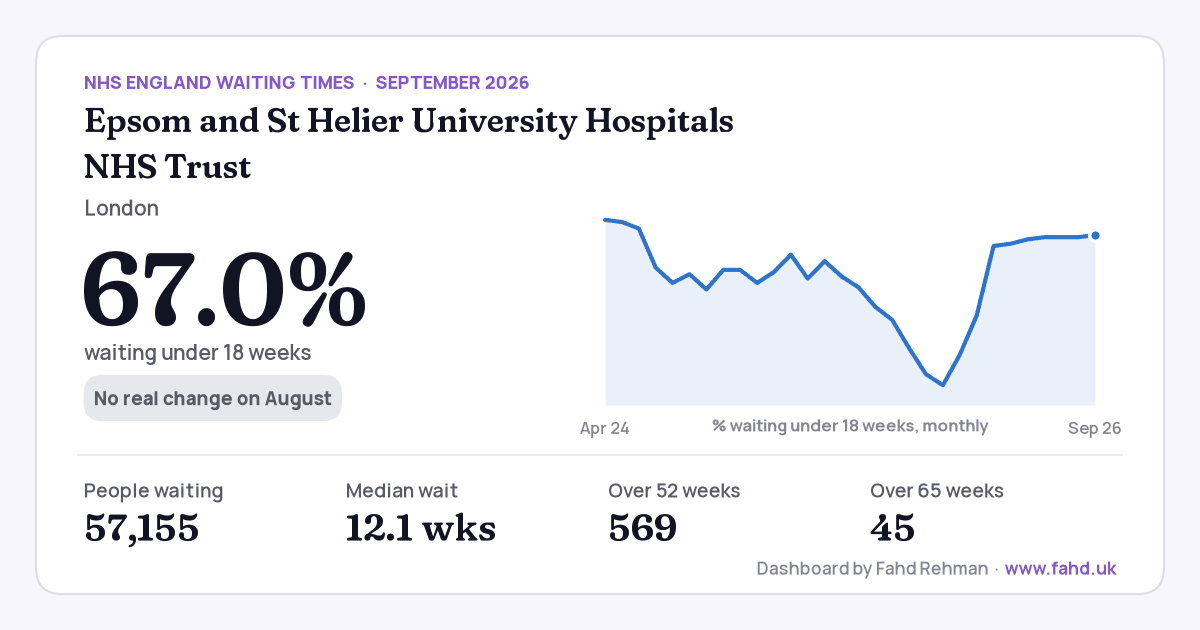 NHS ENGLAND WAITING TIMES · SEPTEMBER 2026
Epsom and St Helier University Hospitals
NHS Trust
London
67.0%
waiting under 18 weeks
No real change on August
Apr 24
% waiting under 18 weeks, monthly
Sep 26
People waiting
57,155
Median wait
12.1 wks
Over 52 weeks
569
Over 65 weeks
45
Dashboard by Fahd Rehman · www.fahd.uk